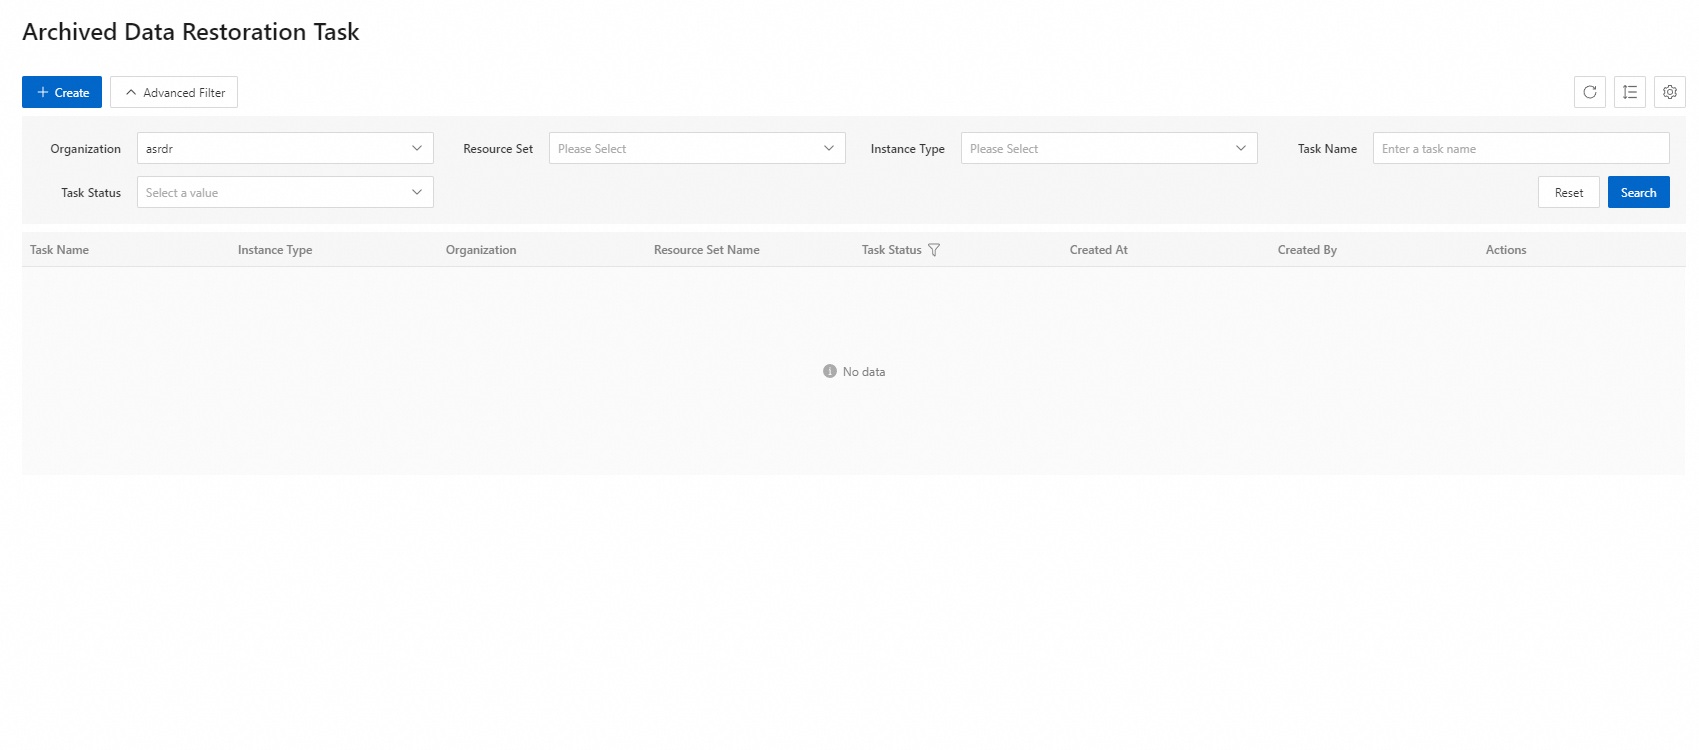 Archived Data Restoration Task
Create Advanced Filter
Organization asrdr Resource Set Please Select Instance Type Please Select Task Name Enter a task name
Task Status Select a value Reset Search
Task Name Instance Type Organization Resource Set Name Task Status Created At Created By Actions
No data